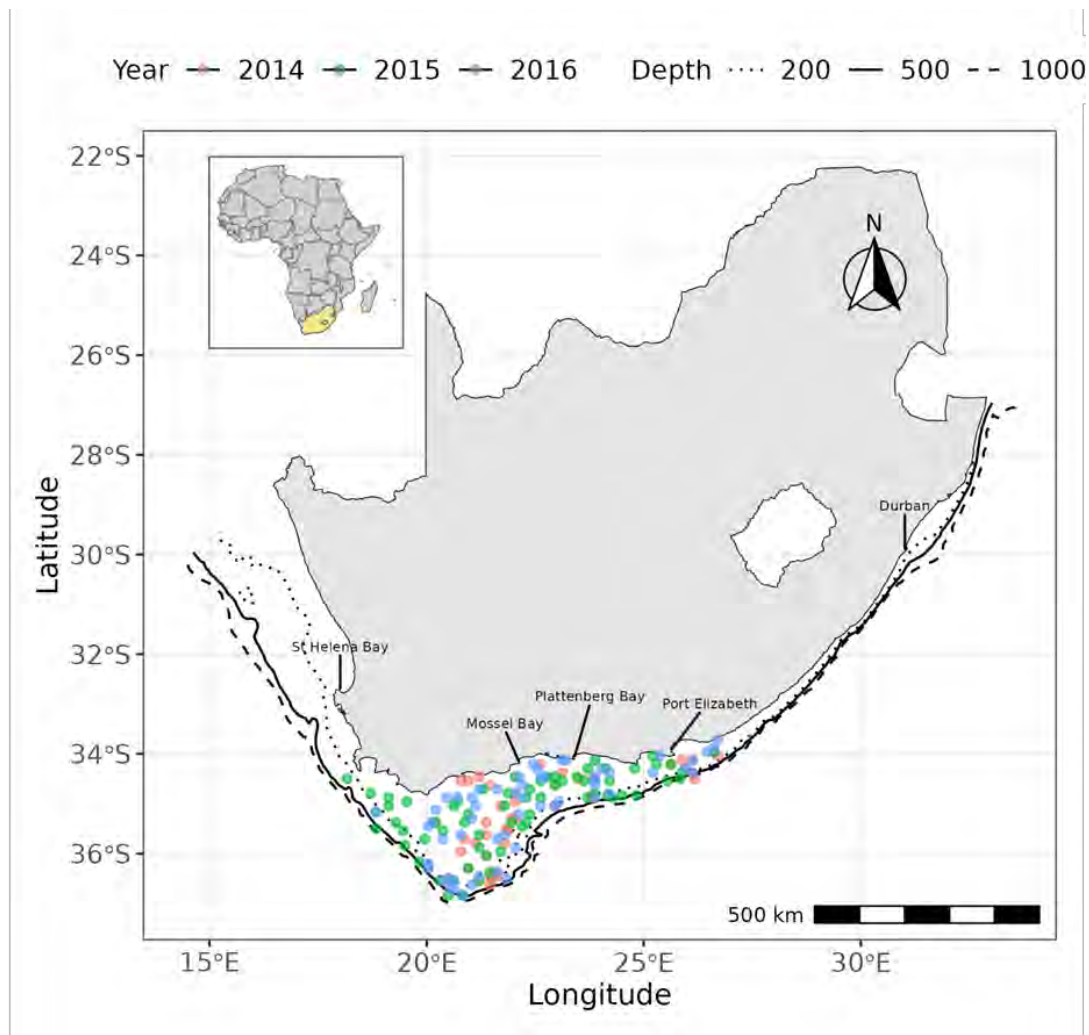 Year 2014 2015 2016 Depth 200 500 1000
22°S
24°S
26°S
28°S
30°S
32°S
34°S
36°S
Latitude
N
Durban
St Helena Bay
Plattenberg Bay
Port Elizabeth
Mossel Bay
500 km
15°E 20°E 25°E 30°E
Longitude